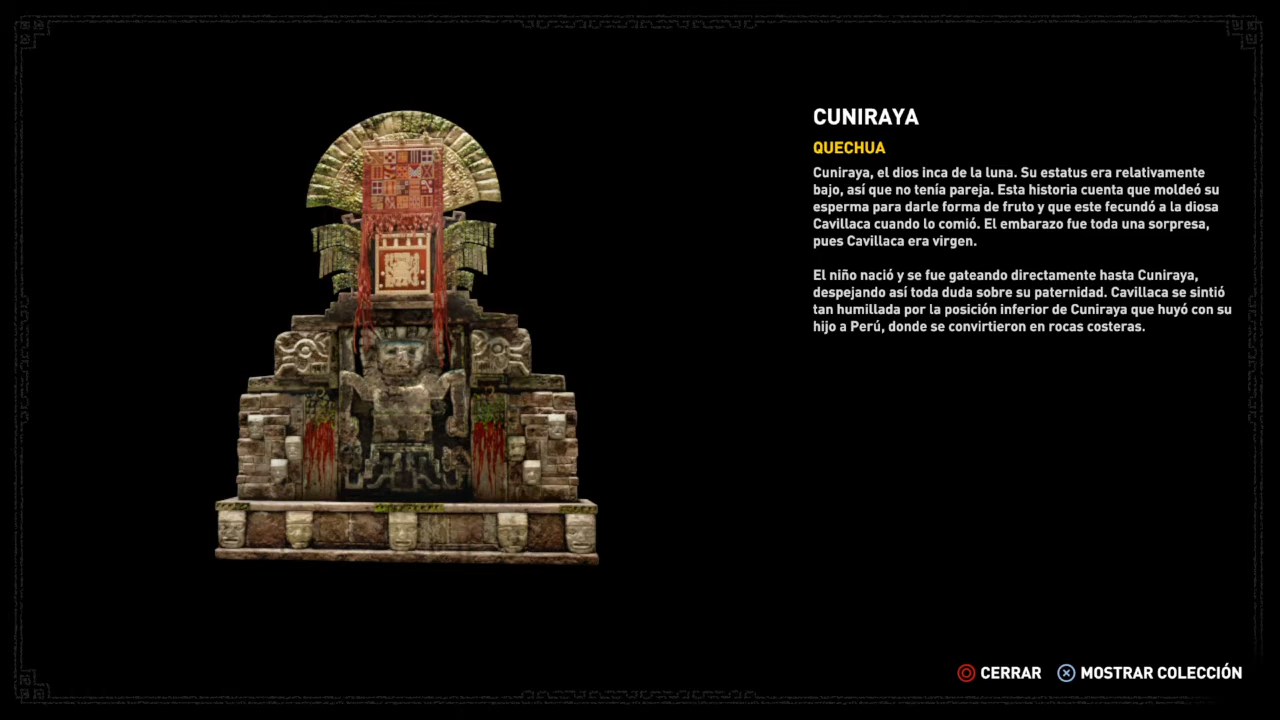 CUNIRAYA
QUECHUA
Cuniraya, el dios inca de la luna. Su estatus era relativamente
bajo, así que no tenía pareja. Esta historia cuenta que moldeó su
esperma para darle forma de fruto y que este fecundó a la diosa
Cavillaca cuando lo comió. El embarazo fue toda una sorpresa,
pues Cavillaca era virgen.
El niño nació y se fue gateando directamente hasta Cuniraya,
despejando así toda duda sobre su paternidad. Cavillaca se sintió
tan humillada por la posición inferior de Cuniraya que huyó con su
hijo a Perú, donde se convirtieron en rocas costeras.
CERRAR MOSTRAR COLECCIÓN